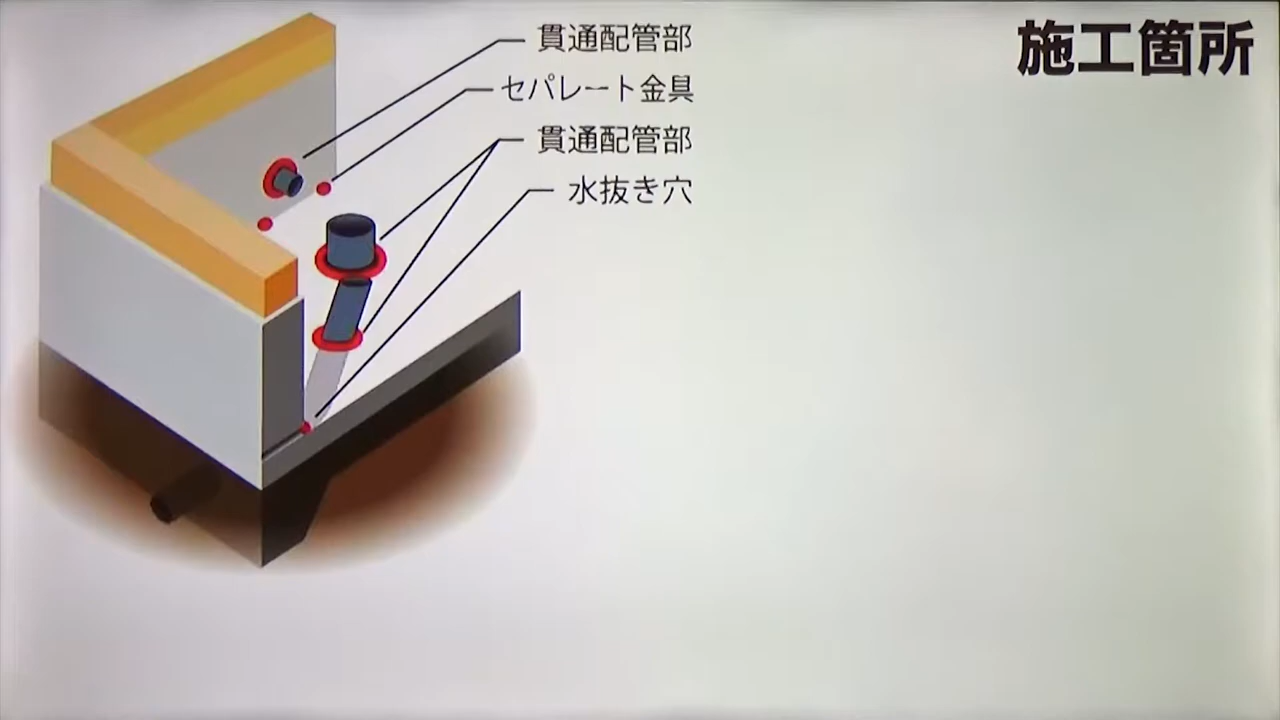 施工箇所
貫通配管部
セパレート金具
貫通配管部
水抜き穴